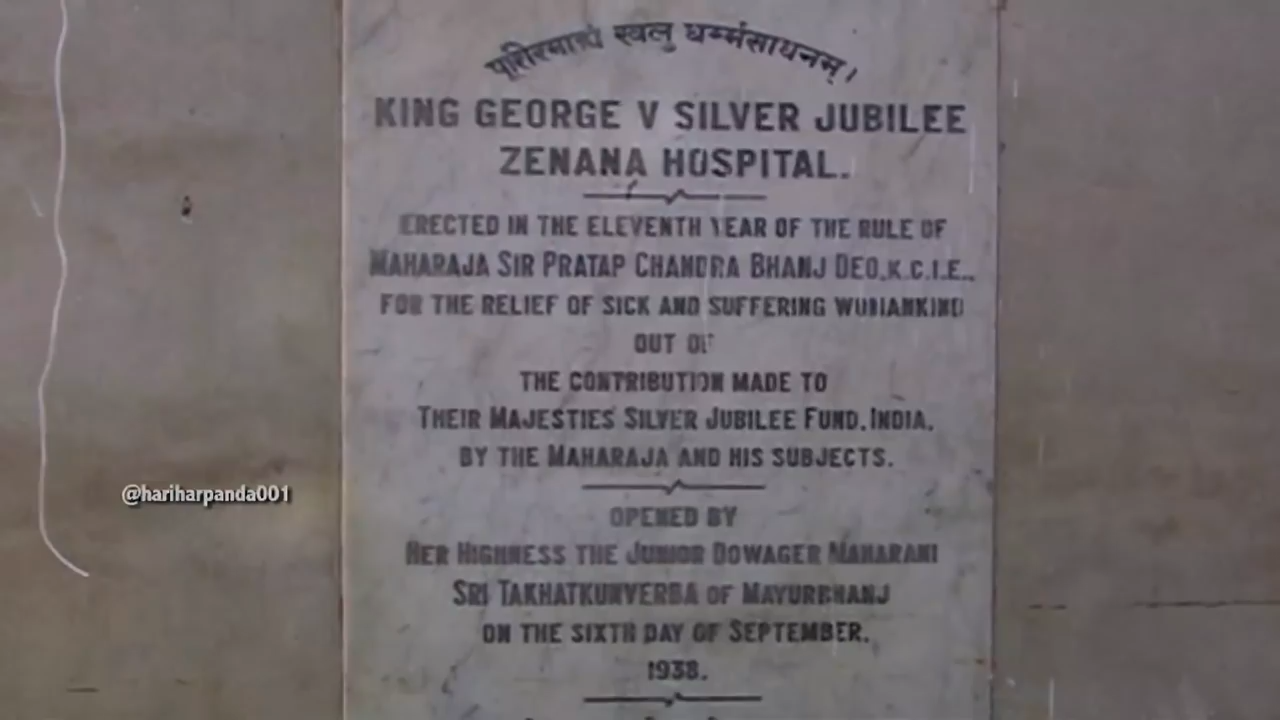 शरीरमाद्यं खलु धर्म्मसाधनम्।
KING GEORGE V SILVER JUBILEE
ZENANA HOSPITAL.
ERECTED IN THE ELEVENTH YEAR OF THE RULE OF
MAHARAJA SIR PRATAP CHANDRA BHANJ DEO, K.C.I.E.,
FOR THE RELIEF OF SICK AND SUFFERING WOMANKIND
OUT OF
THE CONTRIBUTION MADE TO
THEIR MAJESTIES SILVER JUBILEE FUND, INDIA,
BY THE MAHARAJA AND HIS SUBJECTS.
@hariharpanda001
OPENED BY
HER HIGHNESS THE JUNIOR DOWAGER MAHARANI
SRI TAKHATKUNVERBA OF MAYURBHANJ
ON THE SIXTH DAY OF SEPTEMBER,
1938.